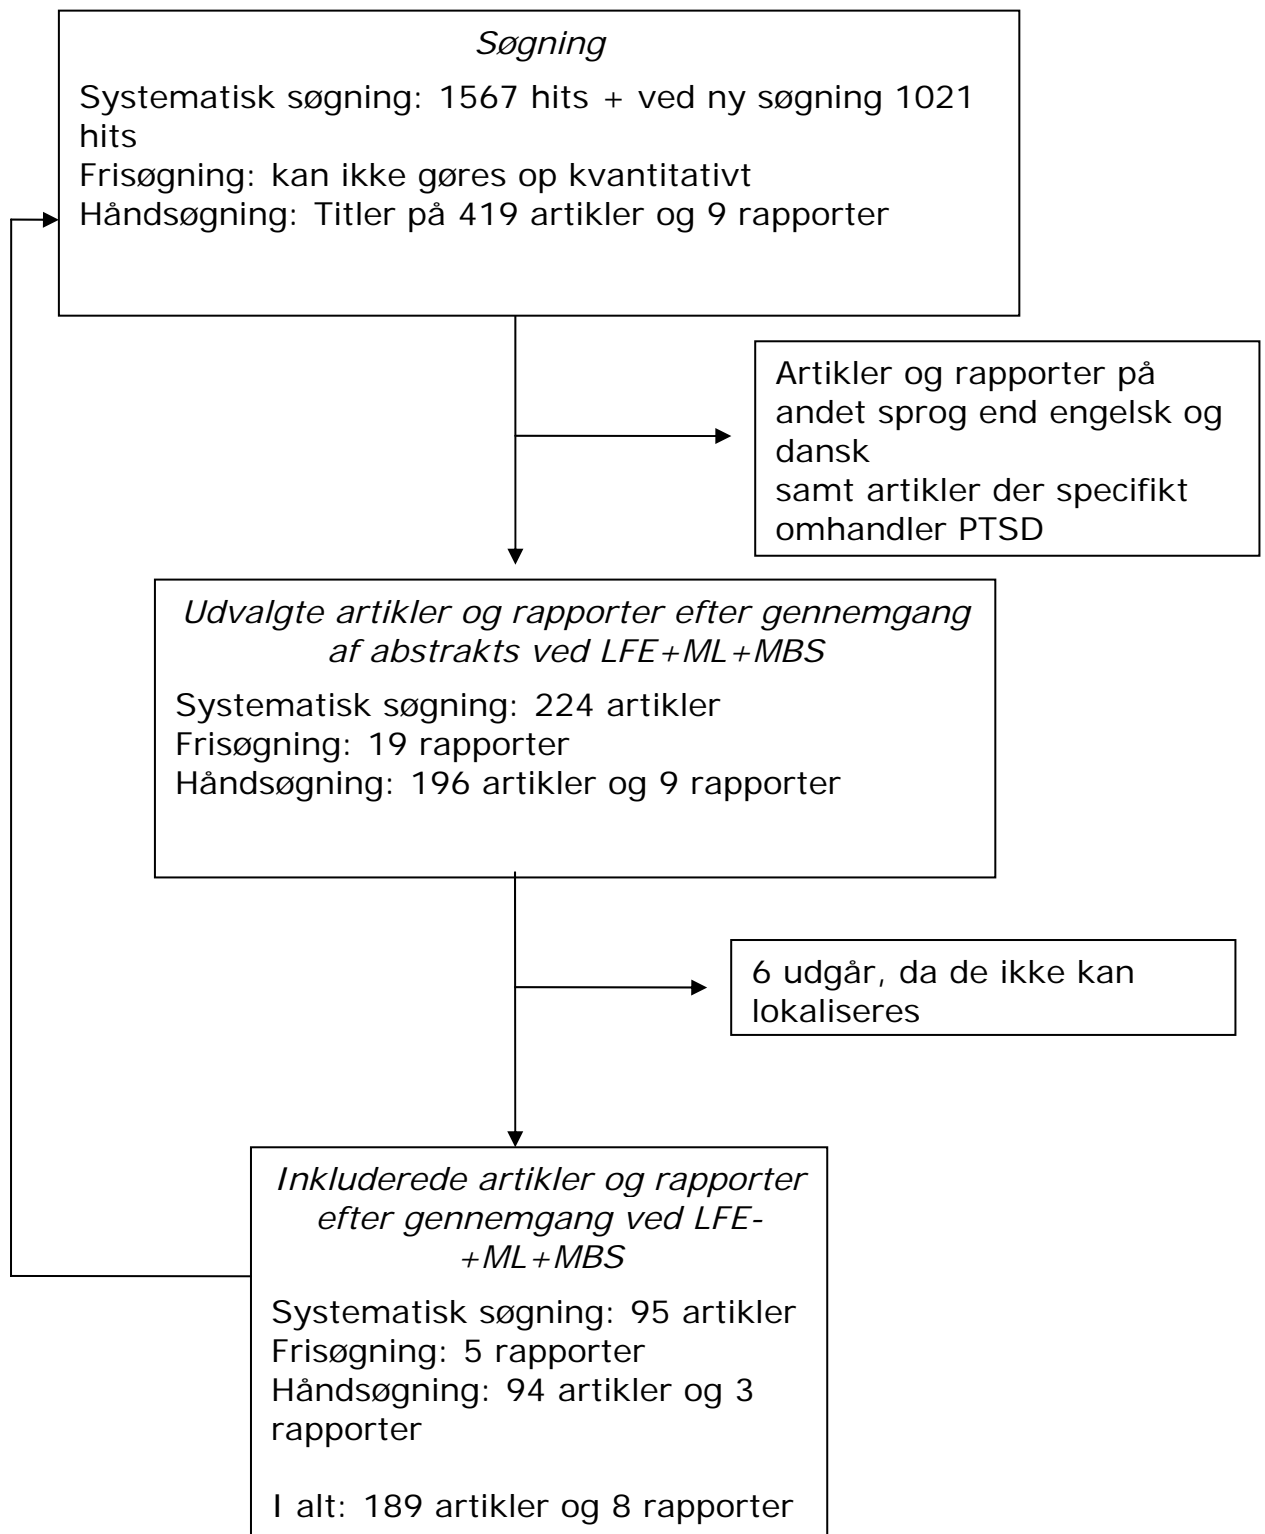 Søgning
Systematisk søgning: 1567 hits + ved ny søgning 1021
hits
Frisøgning: kan ikke gøres op kvantitativt
Håndsøgning: Titler på 419 artikler og 9 rapporter
Artikler og rapporter på
andet sprog end engelsk og
dansk
samt artikler der specifikt
omhandler PTSD
Udvalgte artikler og rapporter efter gennemgang
af abstrakts ved LFE+ML+MBS
Systematisk søgning: 224 artikler
Frisøgning: 19 rapporter
Håndsøgning: 196 artikler og 9 rapporter
6 udgår, da de ikke kan
lokaliseres
Inkluderede artikler og rapporter
efter gennemgang ved LFE-
+ML+MBS
Systematisk søgning: 95 artikler
Frisøgning: 5 rapporter
Håndsøgning: 94 artikler og 3
rapporter
I alt: 189 artikler og 8 rapporter